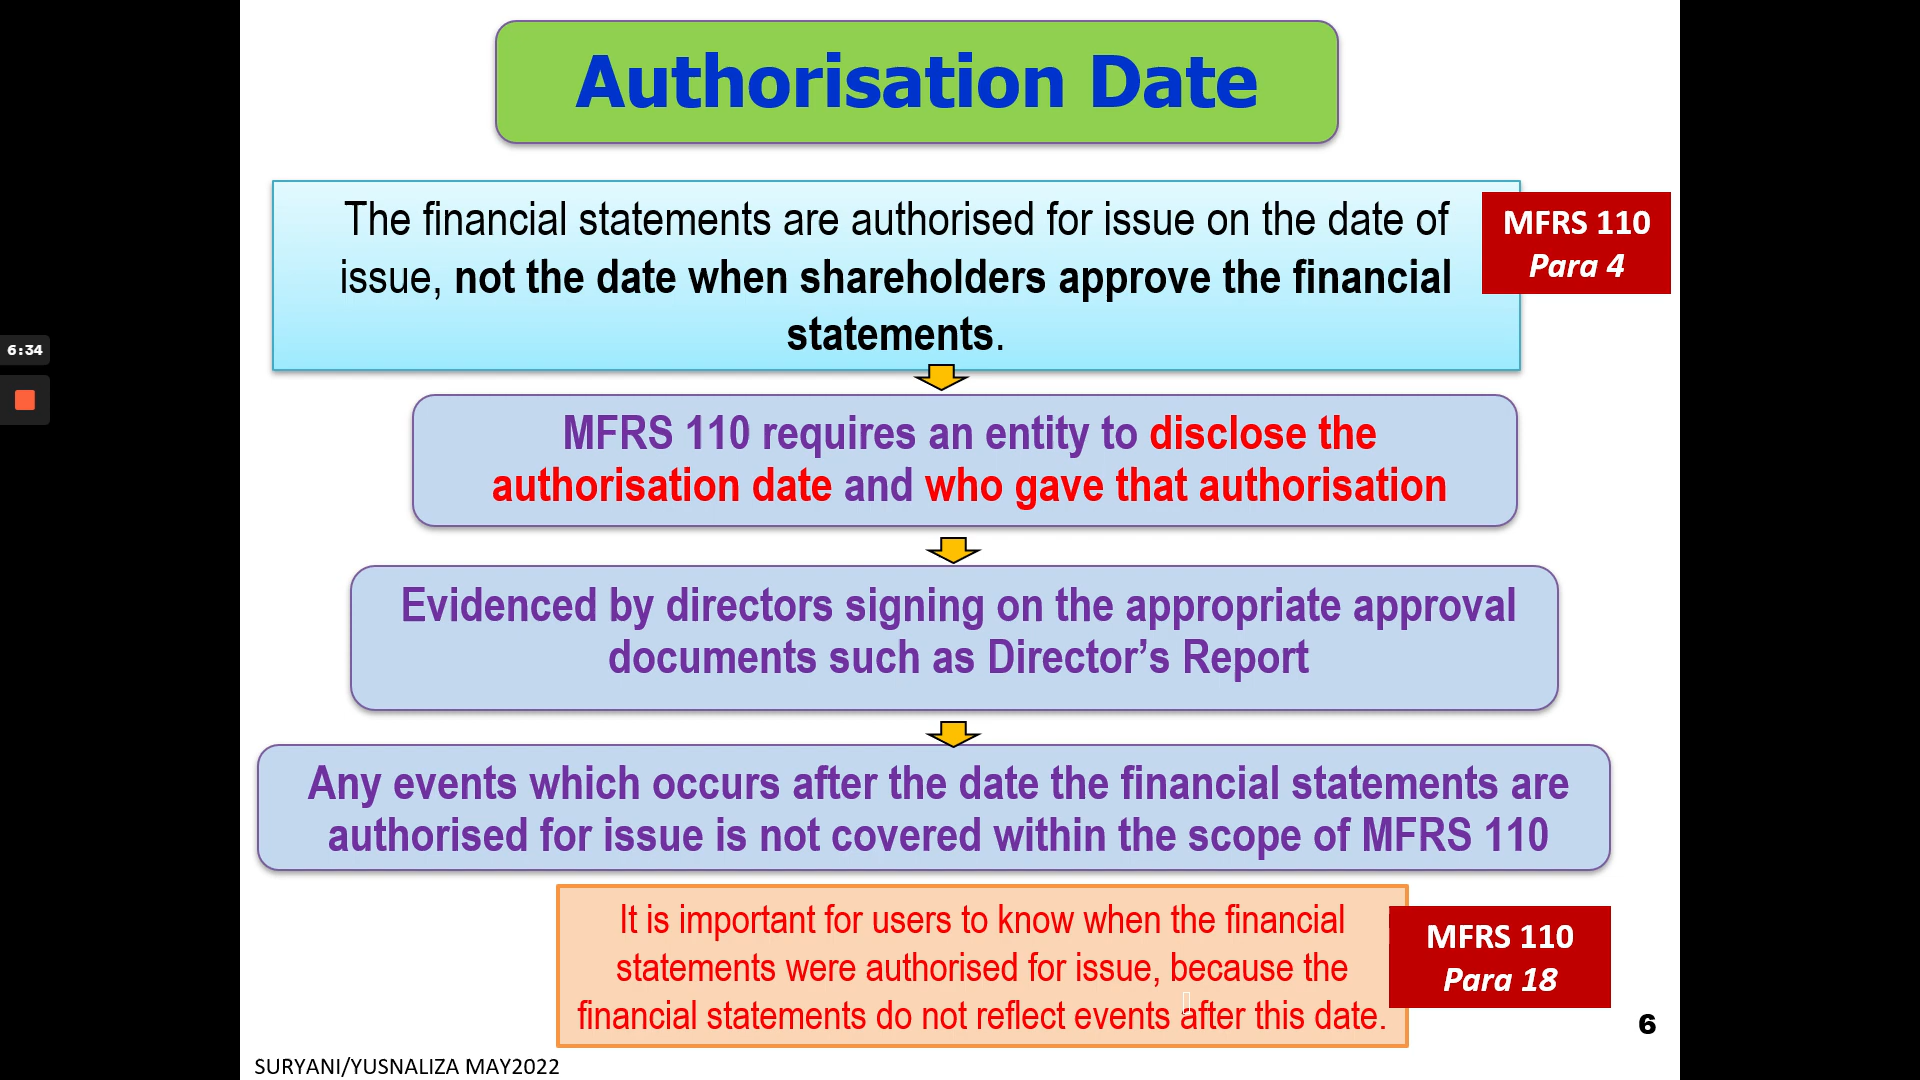 Authorisation Date
The financial statements are authorised for issue on the date of
issue, not the date when shareholders approve the financial
statements.
MFRS 110
Para 4
6:34
MFRS 110 requires an entity to disclose the
authorisation date and who gave that authorisation
Evidenced by directors signing on the appropriate approval
documents such as Director’s Report
Any events which occurs after the date the financial statements are
authorised for issue is not covered within the scope of MFRS 110
It is important for users to know when the financial
statements were authorised for issue, because the
financial statements do not reflect events after this date.
MFRS 110
Para 18
6
SURYANI/YUSNALIZA MAY2022